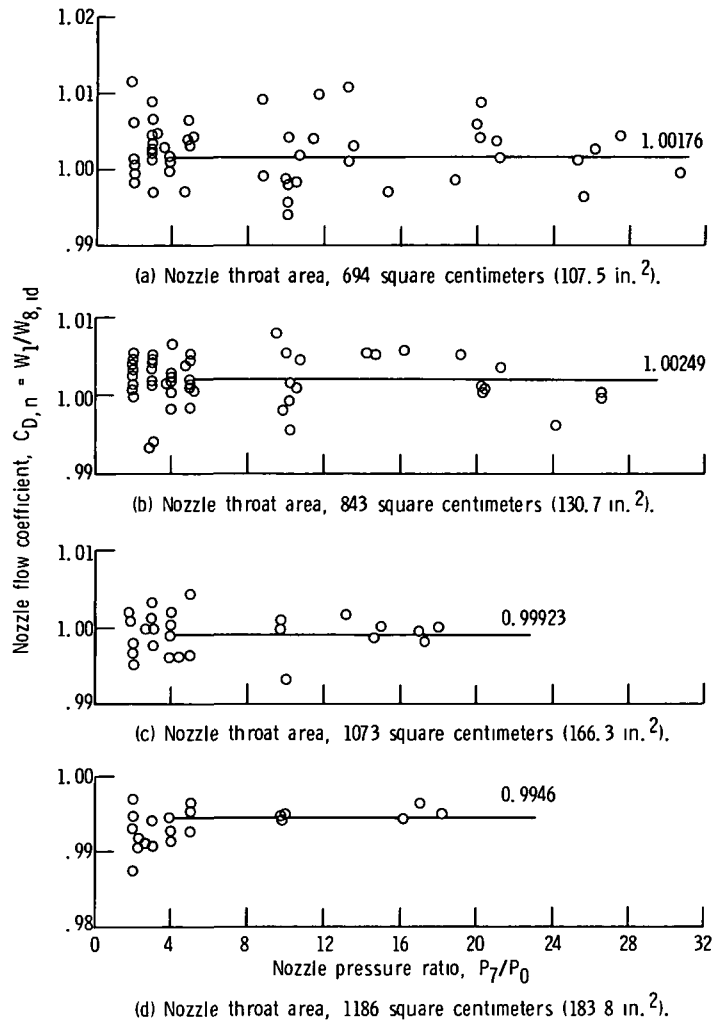 1.02
1.01
1.00
.99
1.00176
(a) Nozzle throat area, 694 square centimeters (107.5 in.²).
1.01
1.00
.99
1.00249
(b) Nozzle throat area, 843 square centimeters (130.7 in.²).
Nozzle flow coefficient, C_D,n = W_1/W_8,id
1.01
1.00
.99
0.99923
(c) Nozzle throat area, 1073 square centimeters (166.3 in.²).
1.00
.99
.98
0.9946
0 4 8 12 16 20 24 28 32
Nozzle pressure ratio, P_7/P_0
(d) Nozzle throat area, 1186 square centimeters (183 8 in.²).